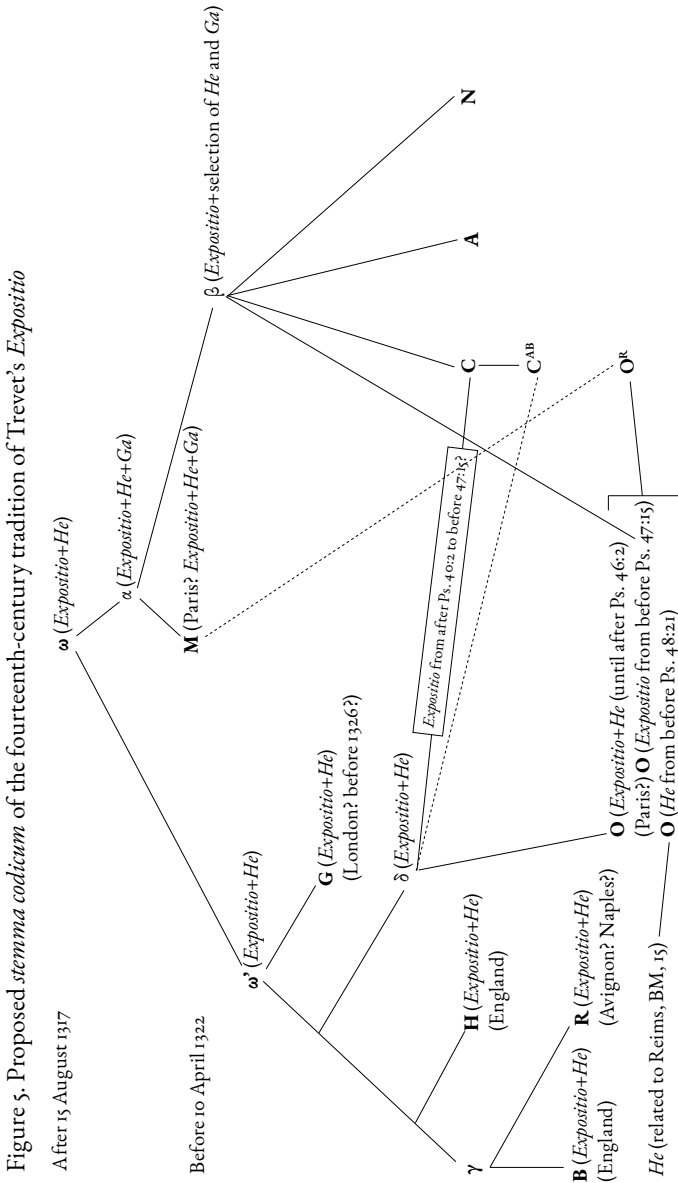 Figure 5. Proposed stemma codicum of the fourteenth-century tradition of Trevet's Expositio
After 15 August 1317
ω (Expositio+He)
α (Expositio+He+Ga)
Before 10 April 1322
M (Paris? Expositio+He+Ga)
β (Expositio+selection of He and Ga)
ω' (Expositio+He)
G (Expositio+He)
(London? before 1326?)
δ (Expositio+He)
Expositio from after Ps. 40:2 to before 47:15?
γ
H (Expositio+He)
(England)
C
A
N
C^AB
B (Expositio+He)
(England)
R (Expositio+He)
(Avignon? Naples?)
O (Expositio+He (until after Ps. 46:2)
(Paris?) O (Expositio from before Ps. 47:15)
O (He from before Ps. 48:21)
O^R
He (related to Reims, BM, 15)